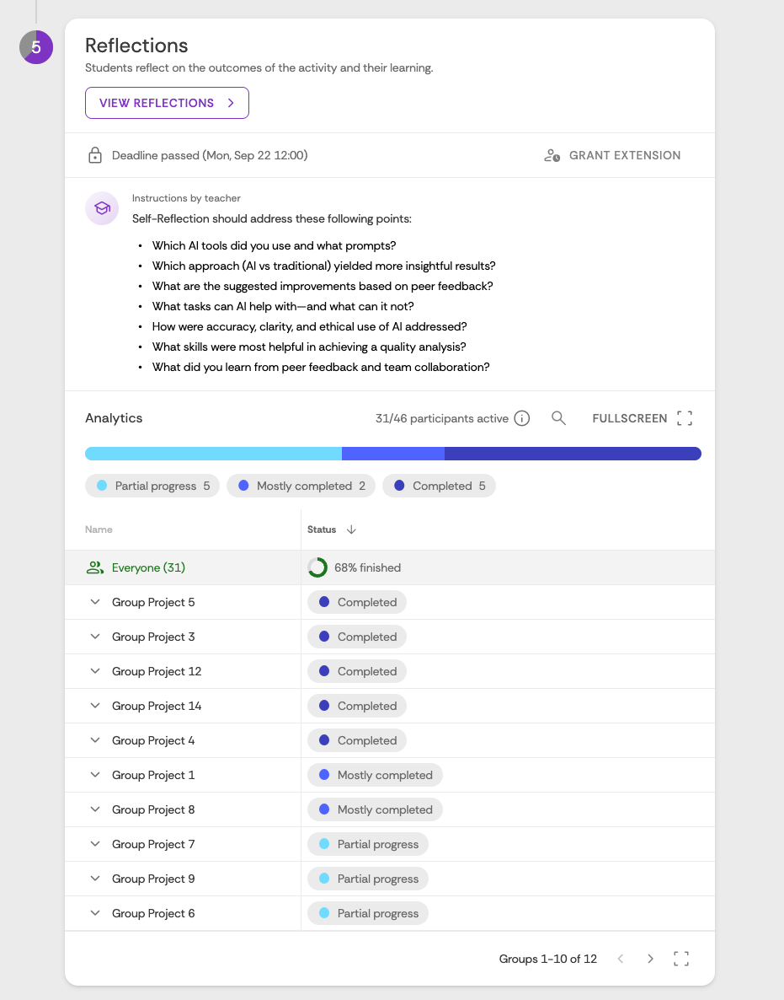 5
Reflections
Students reflect on the outcomes of the activity and their learning.
VIEW REFLECTIONS
Deadline passed (Mon, Sep 22 12:00)
GRANT EXTENSION
Instructions by teacher
Self-Reflection should address these following points:
• Which AI tools did you use and what prompts?
• Which approach (AI vs traditional) yielded more insightful results?
• What are the suggested improvements based on peer feedback?
• What tasks can AI help with—and what can it not?
• How were accuracy, clarity, and ethical use of AI addressed?
• What skills were most helpful in achieving a quality analysis?
• What did you learn from peer feedback and team collaboration?
Analytics
31/46 participants active
FULLSCREEN
Partial progress 5
Mostly completed 2
Completed 5
Name
Status
Everyone (31)
68% finished
Group Project 5
Completed
Group Project 3
Completed
Group Project 12
Completed
Group Project 14
Completed
Group Project 4
Completed
Group Project 1
Mostly completed
Group Project 8
Mostly completed
Group Project 7
Partial progress
Group Project 9
Partial progress
Group Project 6
Partial progress
Groups 1-10 of 12